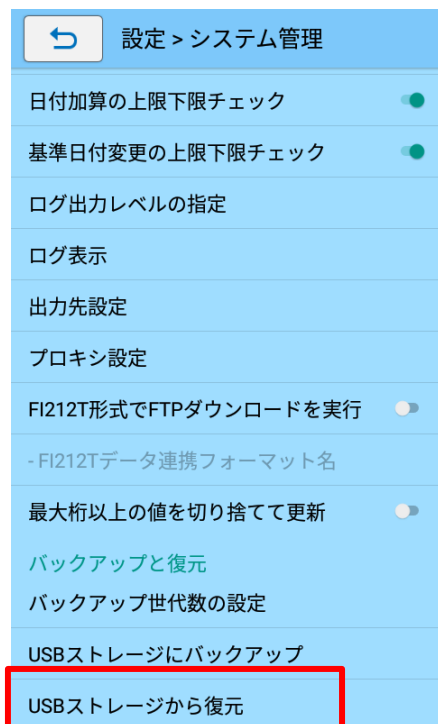 設定 > システム管理
日付加算の上限下限チェック
基準日付変更の上限下限チェック
ログ出力レベルの指定
ログ表示
出力先設定
プロキシ設定
FI212T形式でFTPダウンロードを実行
- FI212Tデータ連携フォーマット名
最大桁以上の値を切り捨てて更新
バックアップと復元
バックアップ世代数の設定
USBストレージにバックアップ
USBストレージから復元